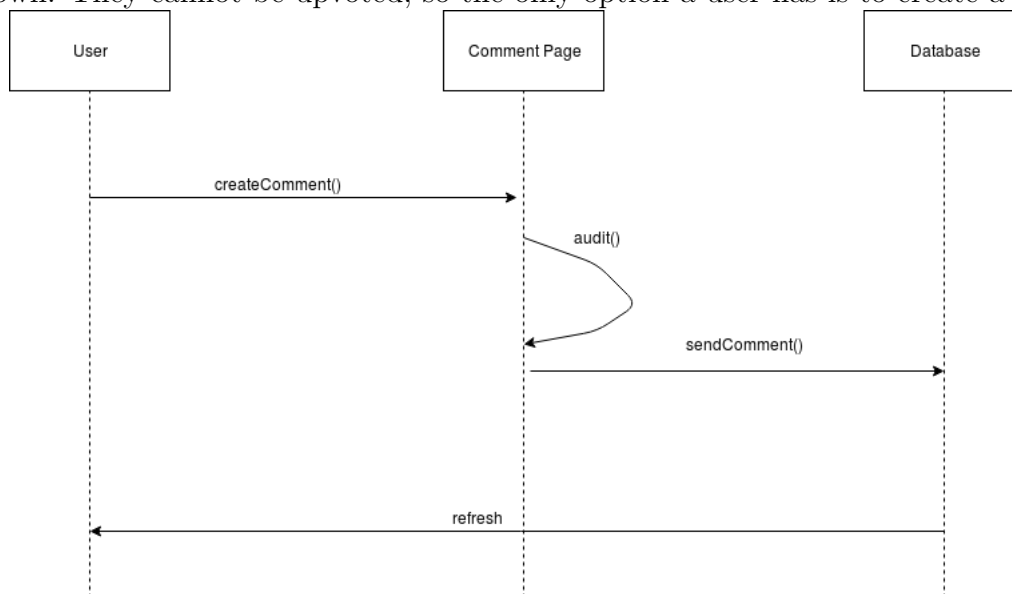 own. They cannot be upvoted, so the only option a user has is to create a
User
Comment Page
Database
createComment()
audit()
sendComment()
refresh